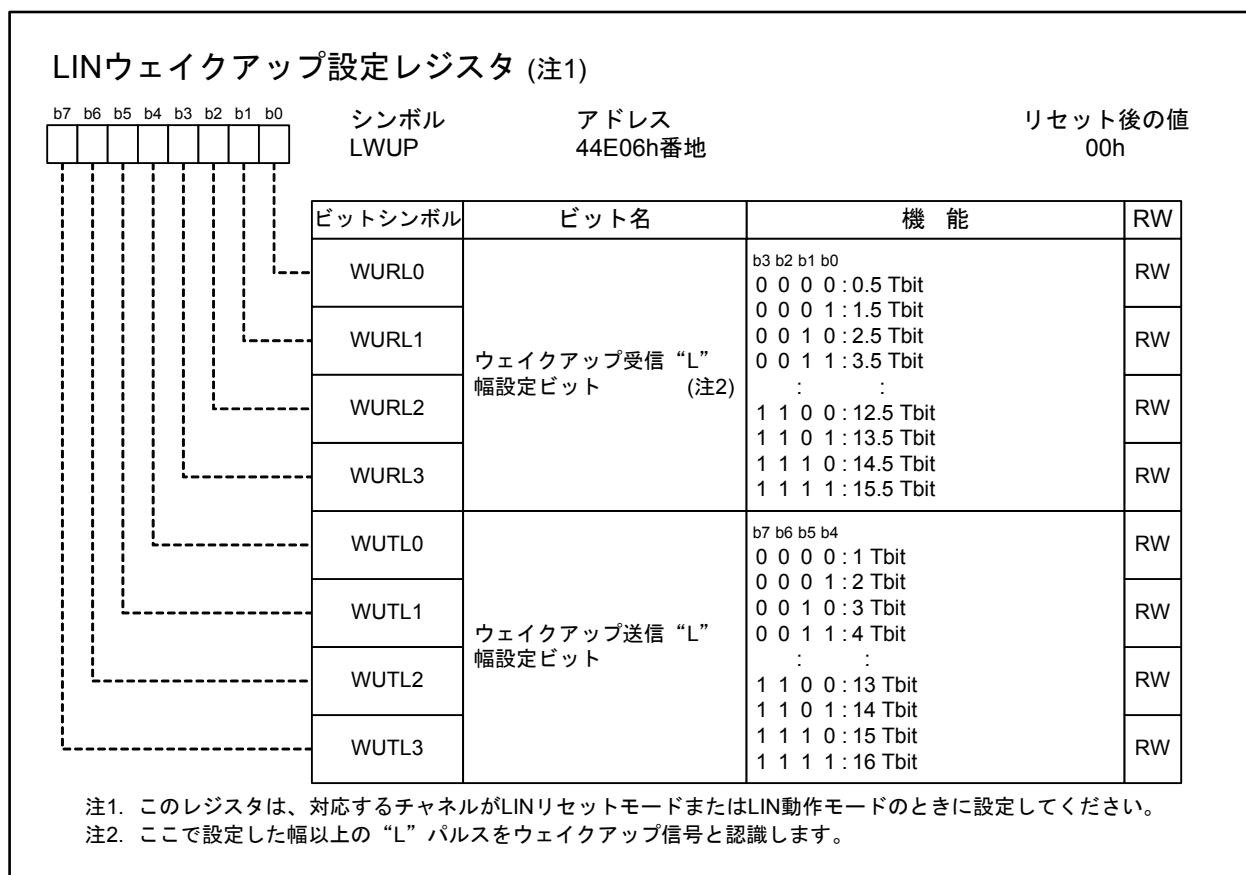 LINウェイクアップ設定レジスタ (注1)
b7 b6 b5 b4 b3 b2 b1 b0
シンボル アドレス リセット後の値
LWUP 44E06h番地 00h
ビットシンボル ビット名 機 能 RW
WURL0 RW
WURL1 RW
WURL2 RW
WURL3 RW
ウェイクアップ受信“L”
幅設定ビット (注2)
b3 b2 b1 b0
0 0 0 0 : 0.5 Tbit
0 0 0 1 : 1.5 Tbit
0 0 1 0 : 2.5 Tbit
0 0 1 1 : 3.5 Tbit
: :
1 1 0 0 : 12.5 Tbit
1 1 0 1 : 13.5 Tbit
1 1 1 0 : 14.5 Tbit
1 1 1 1 : 15.5 Tbit
WUTL0 RW
WUTL1 RW
WUTL2 RW
WUTL3 RW
ウェイクアップ送信“L”
幅設定ビット
b7 b6 b5 b4
0 0 0 0 : 1 Tbit
0 0 0 1 : 2 Tbit
0 0 1 0 : 3 Tbit
0 0 1 1 : 4 Tbit
: :
1 1 0 0 : 13 Tbit
1 1 0 1 : 14 Tbit
1 1 1 0 : 15 Tbit
1 1 1 1 : 16 Tbit
注1. このレジスタは、対応するチャネルがLINリセットモードまたはLIN動作モードのときに設定してください。
注2. ここで設定した幅以上の“L”パルスをウェイクアップ信号と認識します。